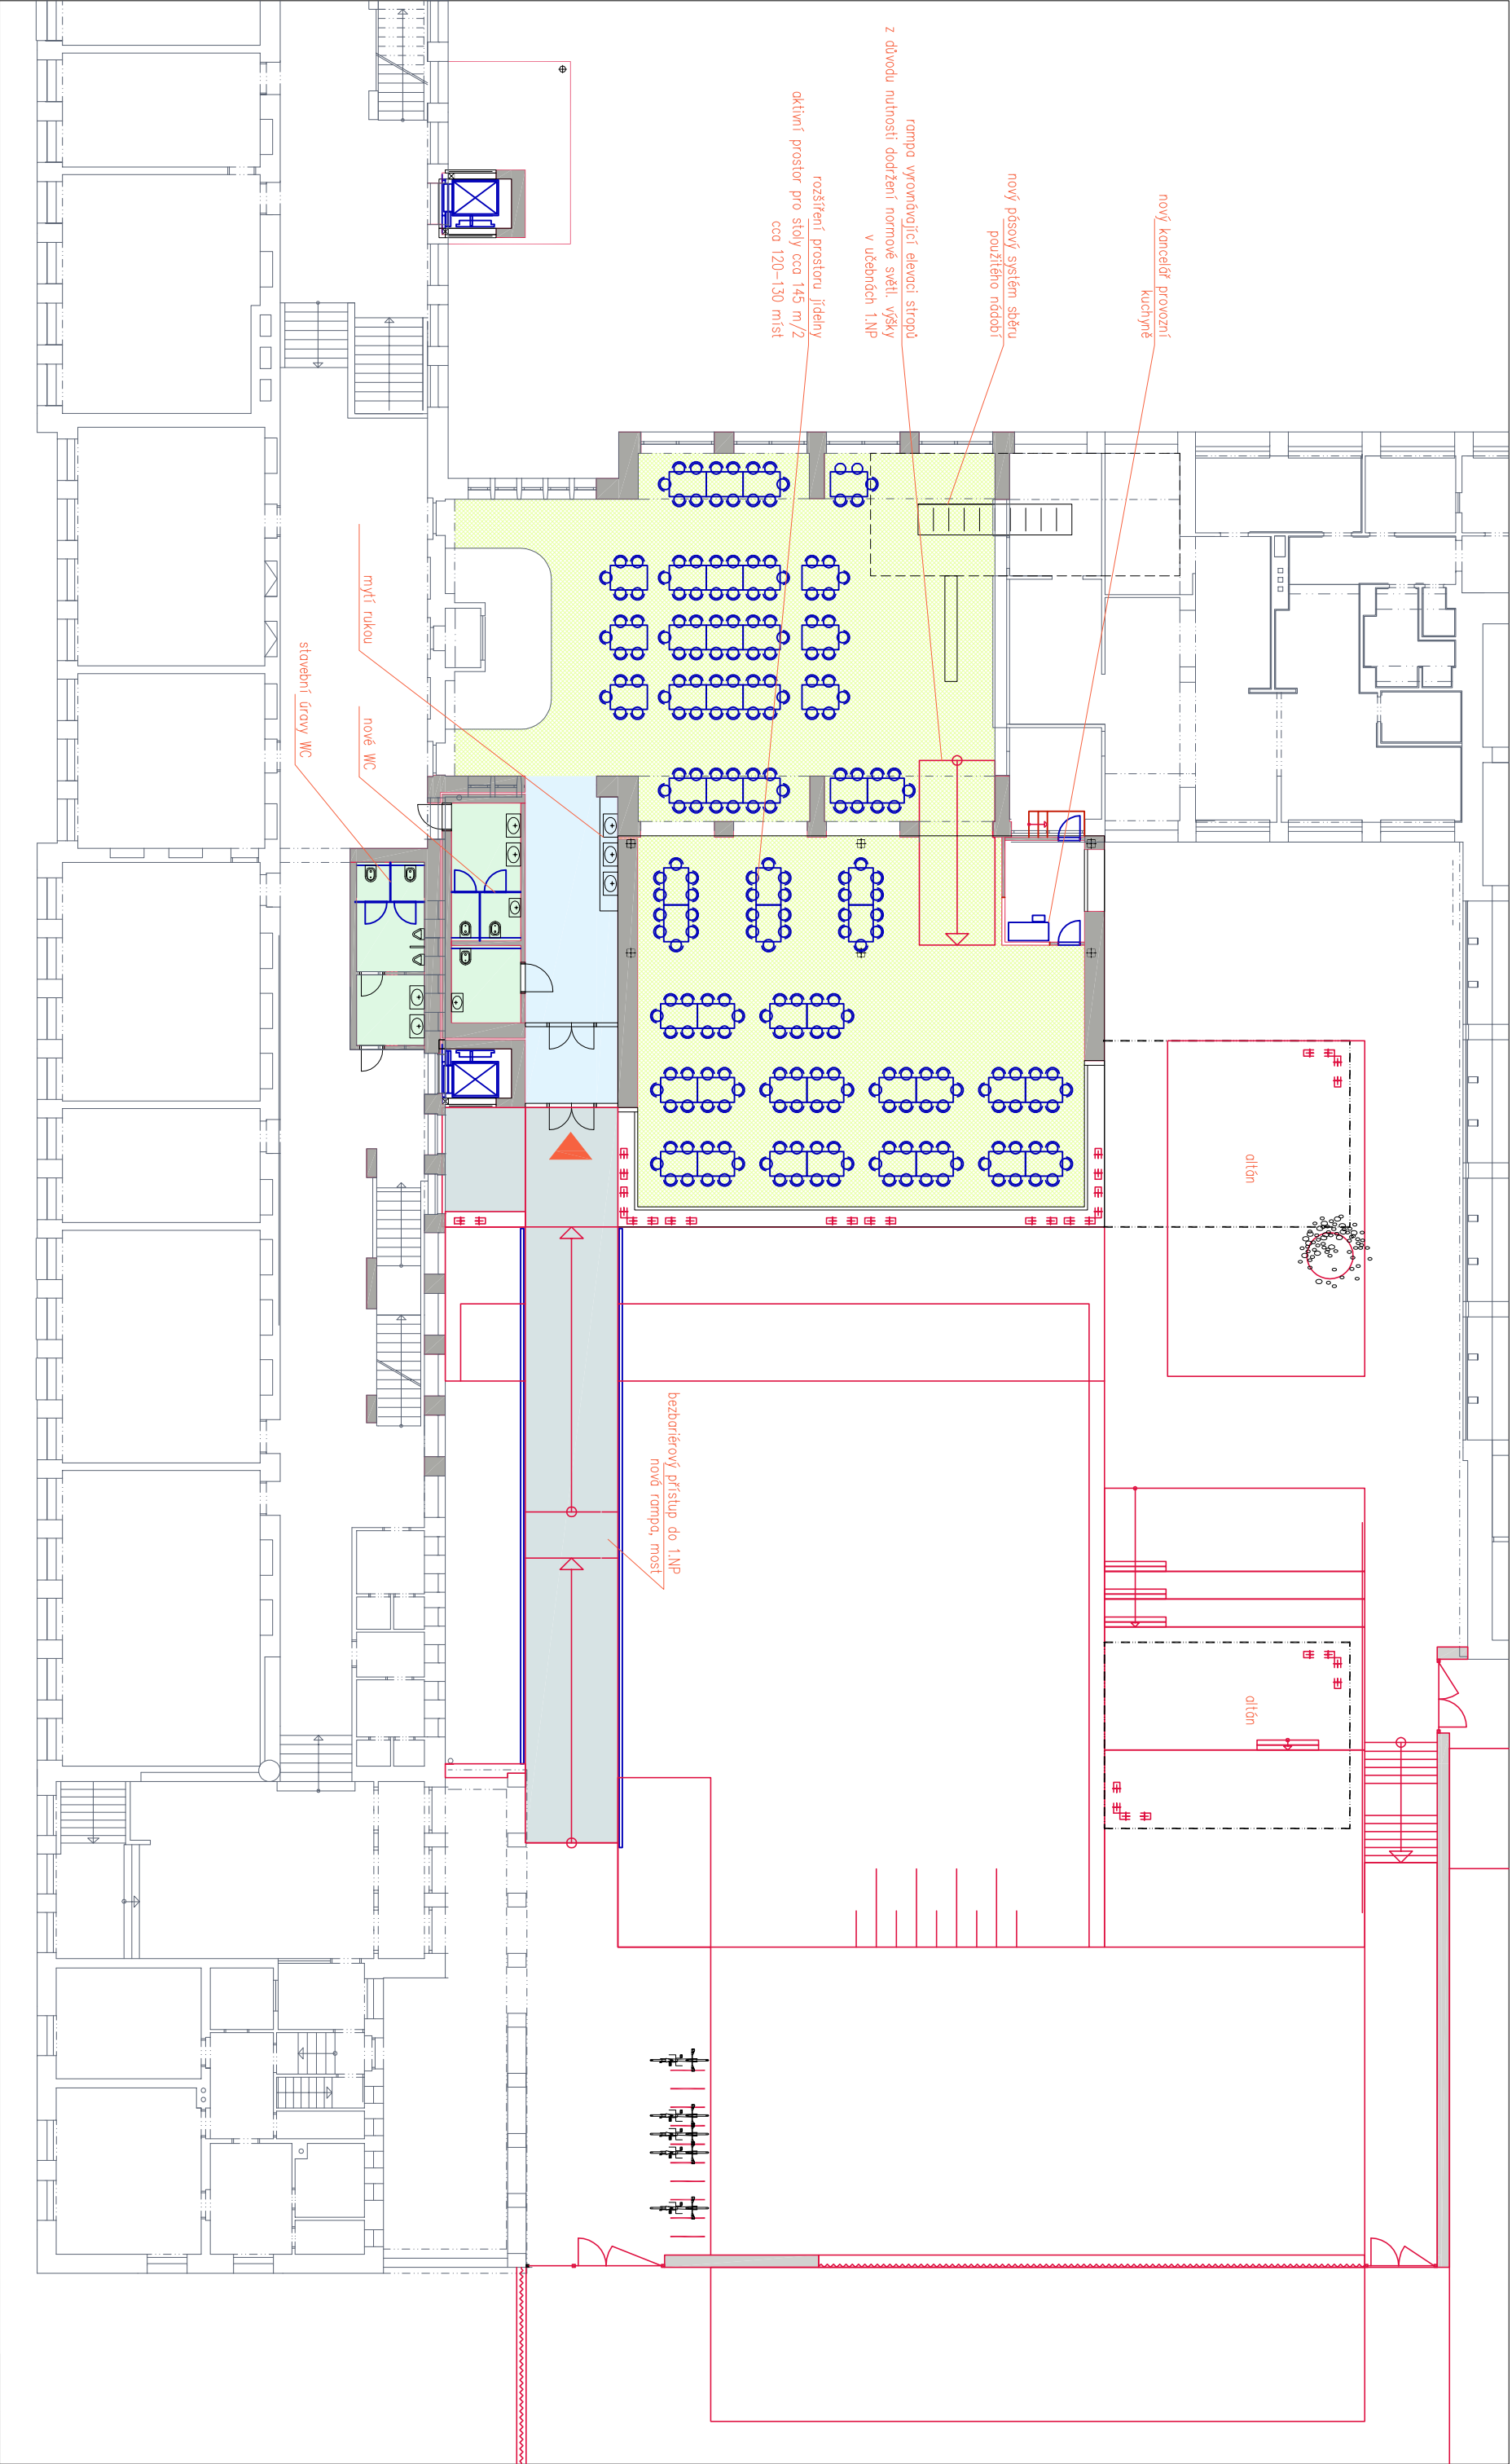 nový kancelář provozní
kuchyně
nový pásový systém sběru
použitého nádobí
rampa vyrovnávající elevaci stropů
z důvodu nutnosti dodržení normové světl. výšky
v učebnách 1.NP
rozšíření prostoru jídelny
aktivní prostor pro stoly cca 145 m/2
cca 120-130 míst
mytí rukou
nové WC
stavební úravy WC
altán
altán
bezbariérový přístup do 1.NP
nová rampa, most